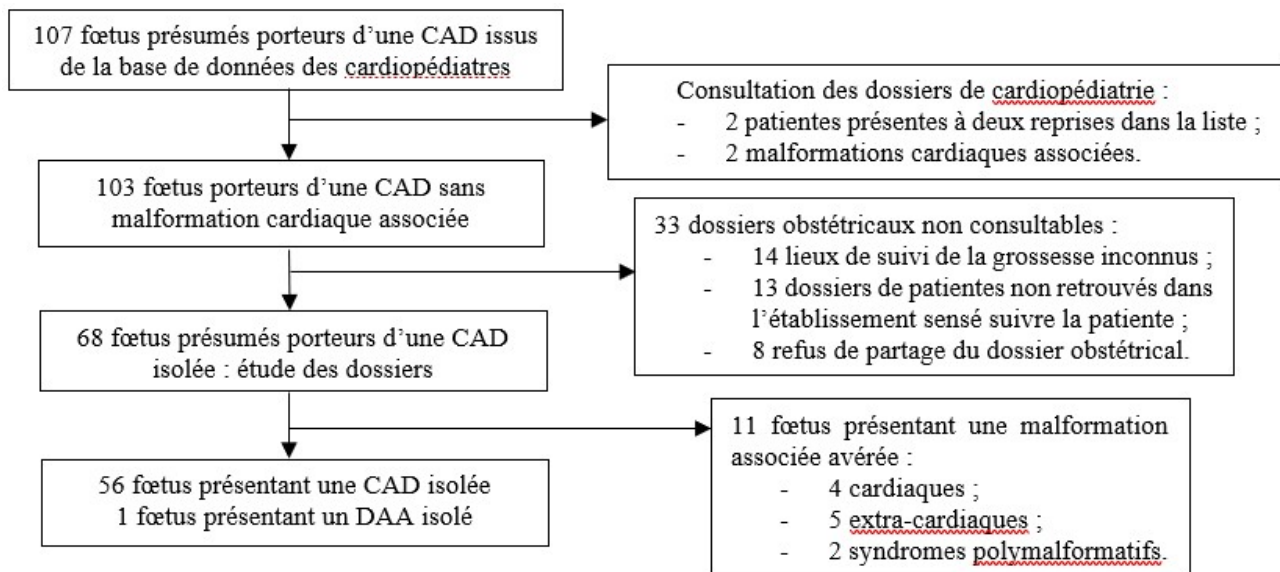 107 fœtus présumés porteurs d’une CAD issus
de la base de données des cardiopédiatres
Consultation des dossiers de cardiopédiatrie :
- 2 patientes présentes à deux reprises dans la liste ;
- 2 malformations cardiaques associées.
103 fœtus porteurs d’une CAD sans
malformation cardiaque associée
33 dossiers obstétricaux non consultables :
- 14 lieux de suivi de la grossesse inconnus ;
- 13 dossiers de patientes non retrouvés dans
l’établissement sensé suivre la patiente ;
- 8 refus de partage du dossier obstétrical.
68 fœtus présumés porteurs d’une CAD
isolée : étude des dossiers
11 fœtus présentant une malformation
associée avérée :
- 4 cardiaques ;
- 5 extra-cardiaques ;
- 2 syndromes polymalformatifs.
56 fœtus présentant une CAD isolée
1 fœtus présentant un DAA isolé